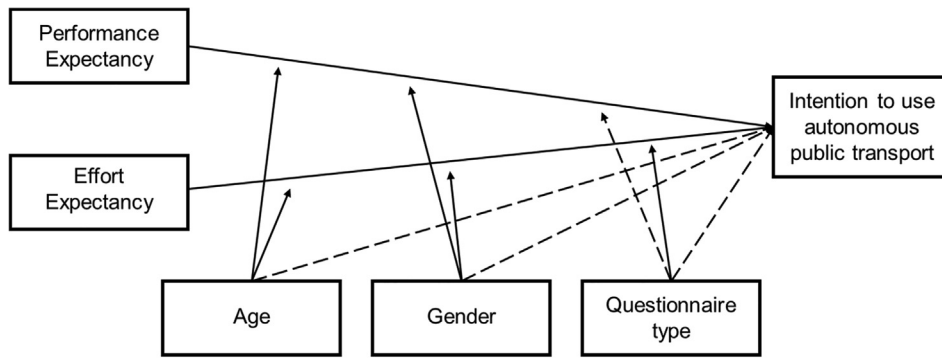 Performance
Expectancy
Intention to use
autonomous
public transport
Effort
Expectancy
Age
Gender
Questionnaire
type